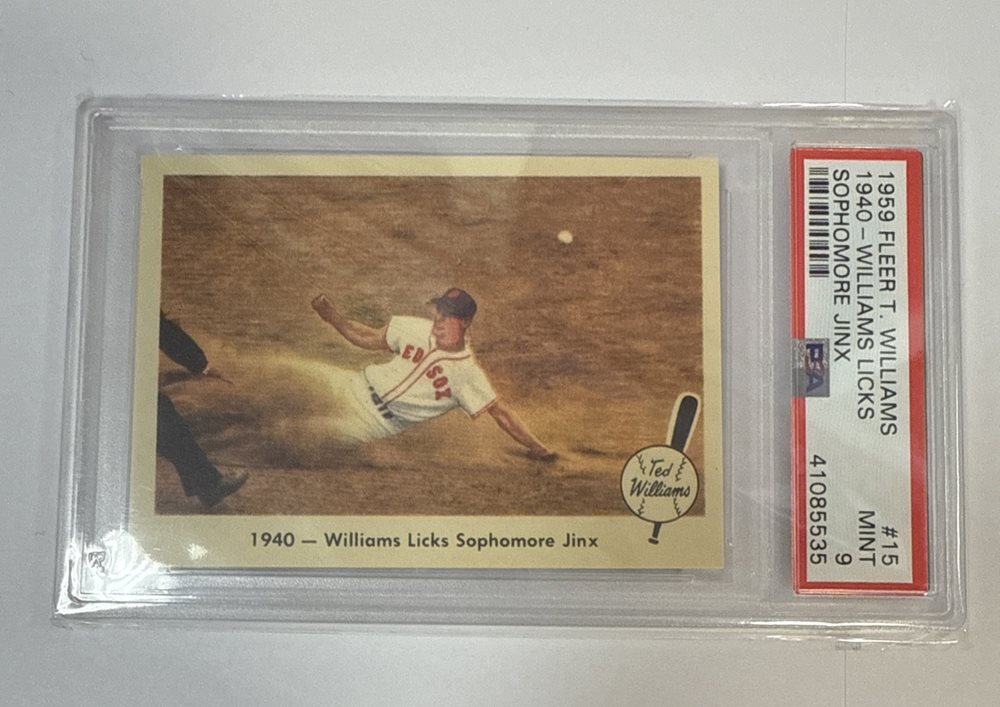 RED SOX
Ted
Williams
1940 — Williams Licks Sophomore Jinx
1959 FLEER T. WILLIAMS #15
1940 - WILLIAMS LICKS MINT
SOPHOMORE JINX 9
PSA 41085535